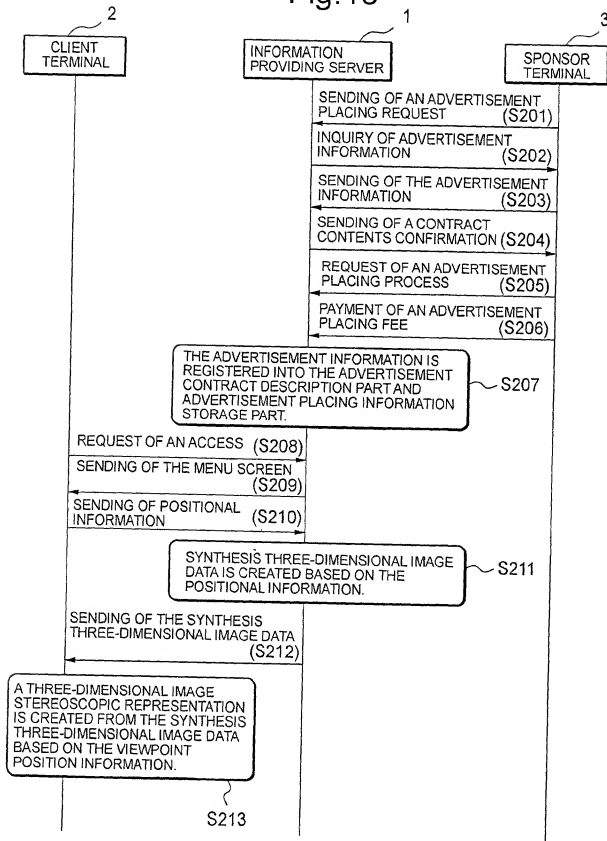 2
1
3
CLIENT
TERMINAL
INFORMATION
PROVIDING SERVER
SPONSOR
TERMINAL
SENDING OF AN ADVERTISEMENT
PLACING REQUEST (S201)
INQUIRY OF ADVERTISEMENT
INFORMATION (S202)
SENDING OF THE ADVERTISEMENT
INFORMATION (S203)
SENDING OF A CONTRACT
CONTENTS CONFIRMATION (S204)
REQUEST OF AN ADVERTISEMENT
PLACING PROCESS (S205)
PAYMENT OF AN ADVERTISEMENT
PLACING FEE (S206)
THE ADVERTISEMENT INFORMATION IS
REGISTERED INTO THE ADVERTISEMENT
CONTRACT DESCRIPTION PART AND
ADVERTISEMENT PLACING INFORMATION
STORAGE PART.
S207
REQUEST OF AN ACCESS (S208)
SENDING OF THE MENU SCREEN
(S209)
SENDING OF POSITIONAL
INFORMATION (S210)
SYNTHESIS THREE-DIMENSIONAL IMAGE
DATA IS CREATED BASED ON THE
POSITIONAL INFORMATION.
S211
SENDING OF THE SYNTHESIS
THREE-DIMENSIONAL IMAGE DATA
(S212)
A THREE-DIMENSIONAL IMAGE
STEREOSCOPIC REPRESENTATION
IS CREATED FROM THE SYNTHESIS
THREE-DIMENSIONAL IMAGE DATA
BASED ON THE VIEWPOINT
POSITION INFORMATION.
S213